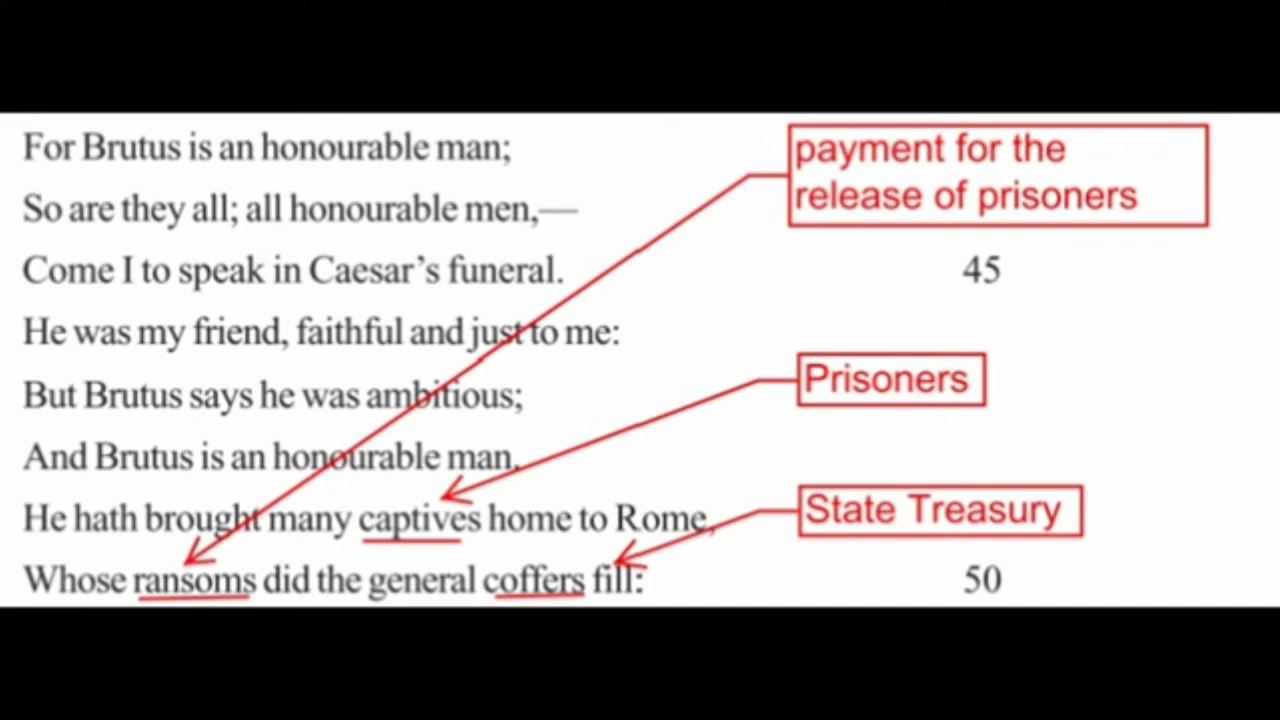 For Brutus is an honourable man;
payment for the
release of prisoners
So are they all; all honourable men,—
Come I to speak in Caesar's funeral. 45
He was my friend, faithful and just to me:
Prisoners
But Brutus says he was ambitious;
And Brutus is an honourable man.
State Treasury
He hath brought many captives home to Rome,
Whose ransoms did the general coffers fill: 50